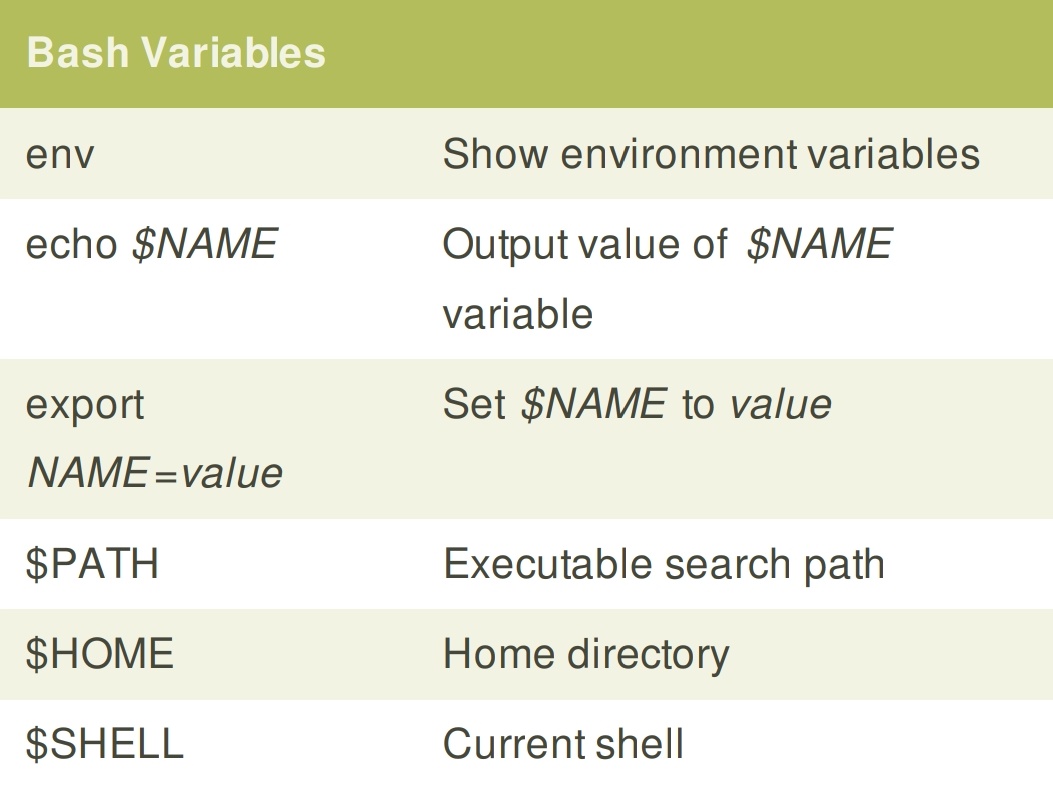 Bash Variables
env Show environment variables
echo $NAME Output value of $NAME
variable
export Set $NAME to value
NAME=value
$PATH Executable search path
$HOME Home directory
$SHELL Current shell